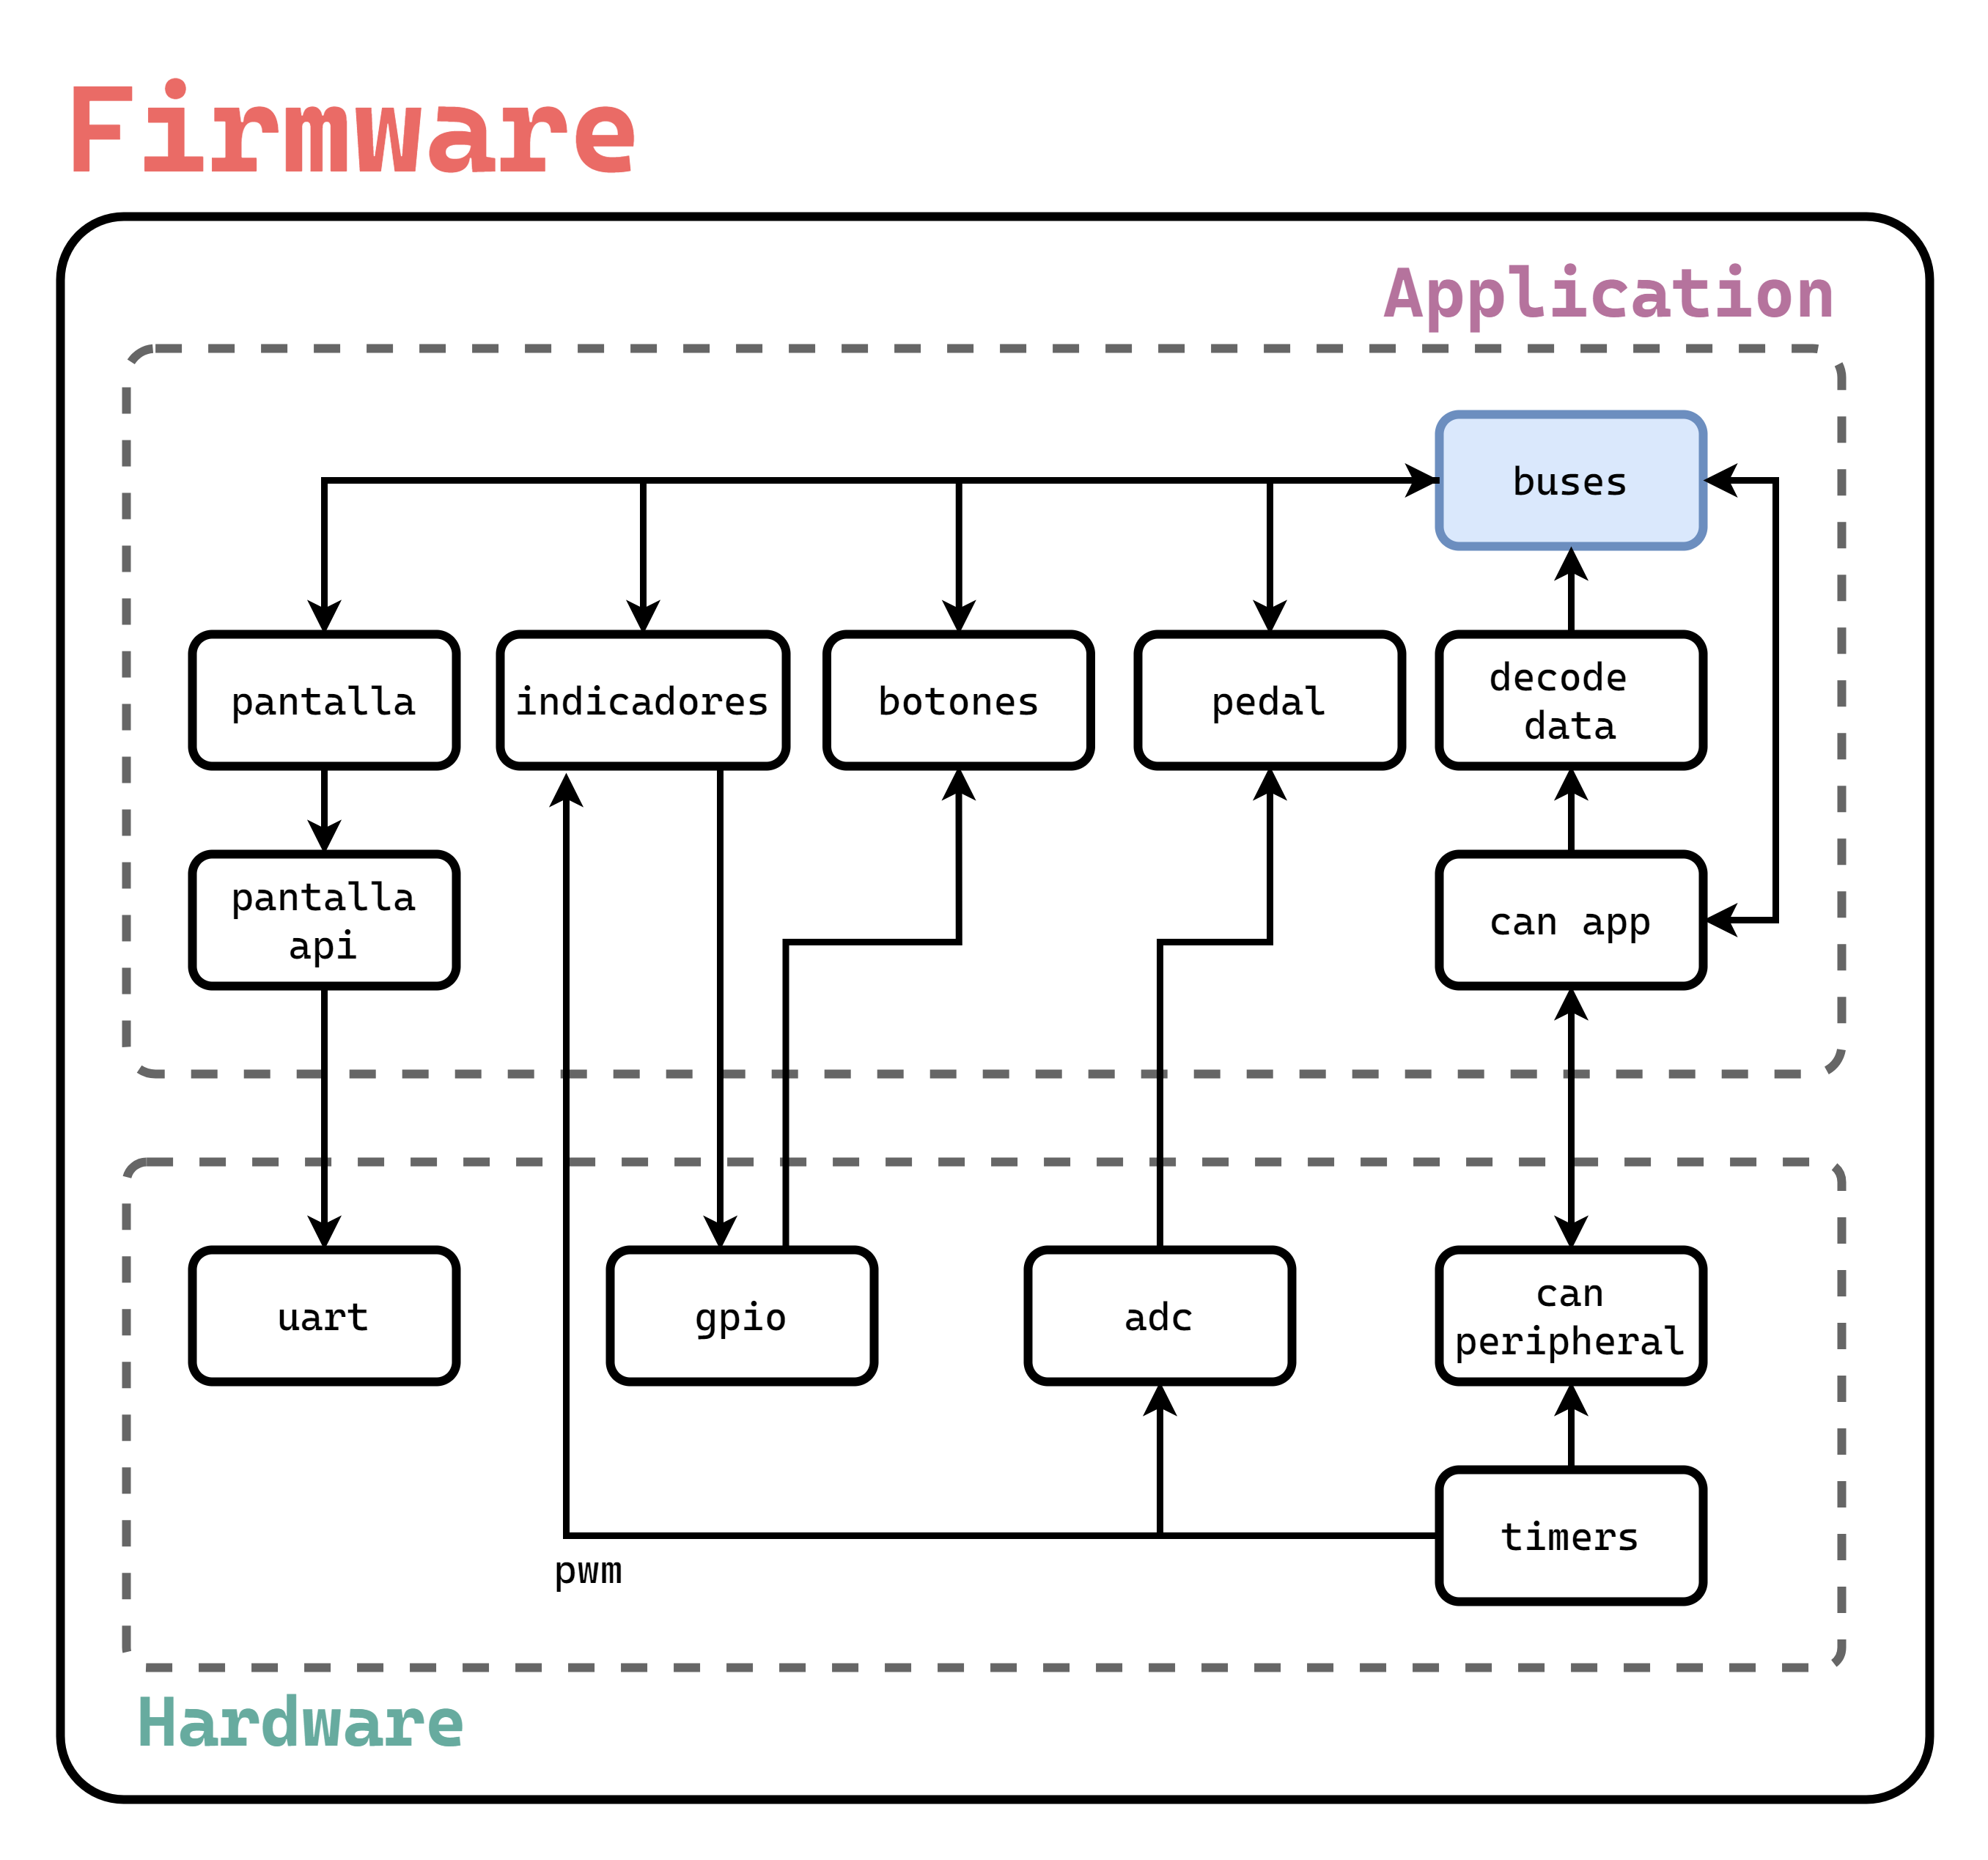 Firmware
Application
buses
pantalla
indicadores
botones
pedal
decode
data
pantalla
api
can app
uart
gpio
adc
can
peripheral
timers
pwm
Hardware